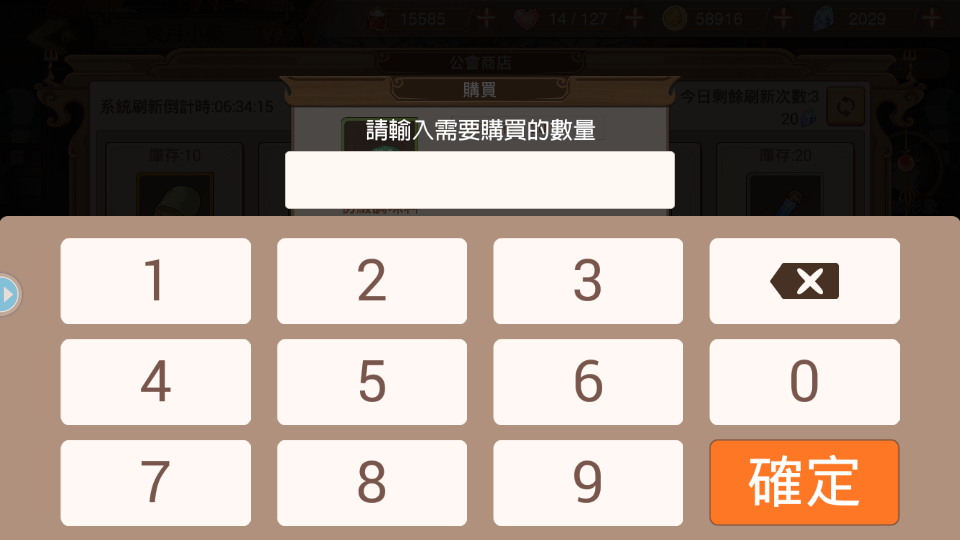 15585
14 / 127
58916
2029
公會商店
購買
系統刷新倒計時:06:34:15
今日剩餘刷新次數:3
20
請輸入需要購買的數量
庫存:10
庫存:20
1
2
3
4
5
6
0
7
8
9
確定